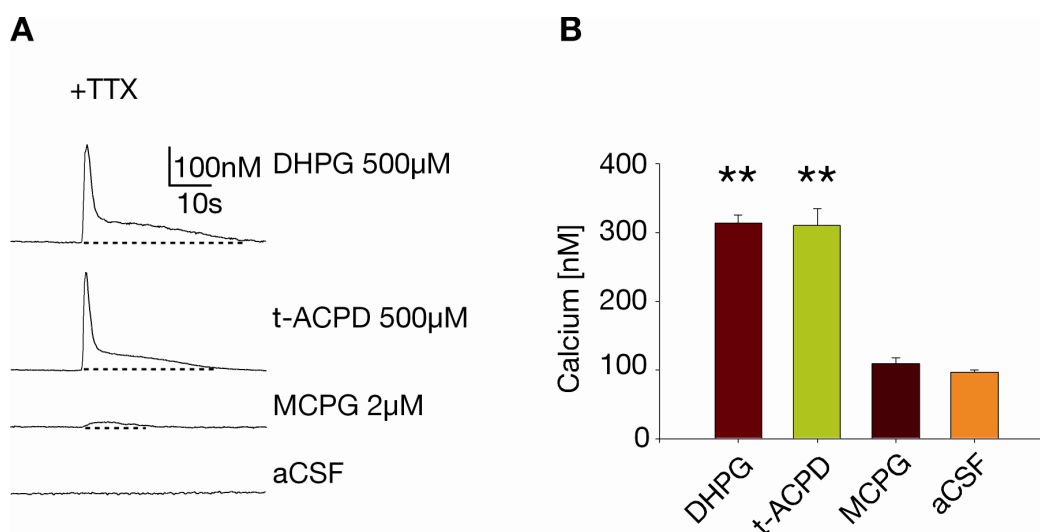 A
+TTX
100nM
10s
DHPG 500µM
t-ACPD 500µM
MCPG 2µM
aCSF
B
**
**
Calcium [nM]
400
300
200
100
0
DHPG
t-ACPD
MCPG
aCSF